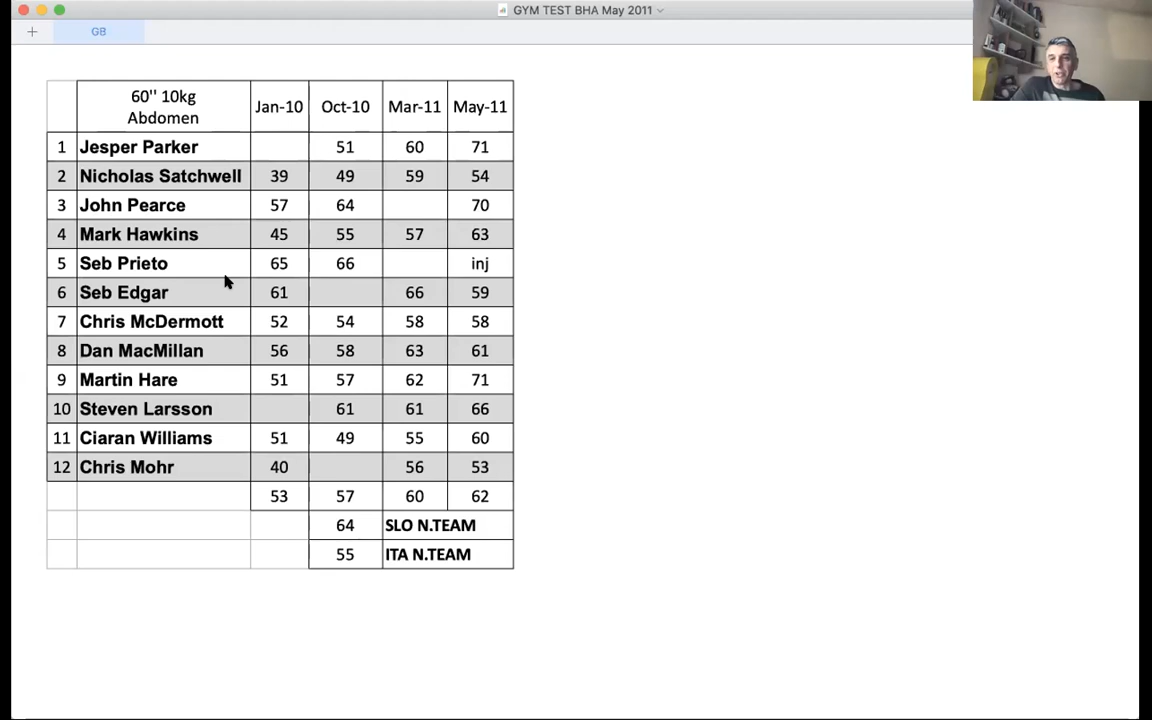 GYM TEST BHA May 2011
GB
60'' 10kg Abdomen Jan-10 Oct-10 Mar-11 May-11
1 Jesper Parker 51 60 71
2 Nicholas Satchwell 39 49 59 54
3 John Pearce 57 64 70
4 Mark Hawkins 45 55 57 63
5 Seb Prieto 65 66 inj
6 Seb Edgar 61 66 59
7 Chris McDermott 52 54 58 58
8 Dan MacMillan 56 58 63 61
9 Martin Hare 51 57 62 71
10 Steven Larsson 61 61 66
11 Ciaran Williams 51 49 55 60
12 Chris Mohr 40 56 53
53 57 60 62
64 SLO N.TEAM
55 ITA N.TEAM